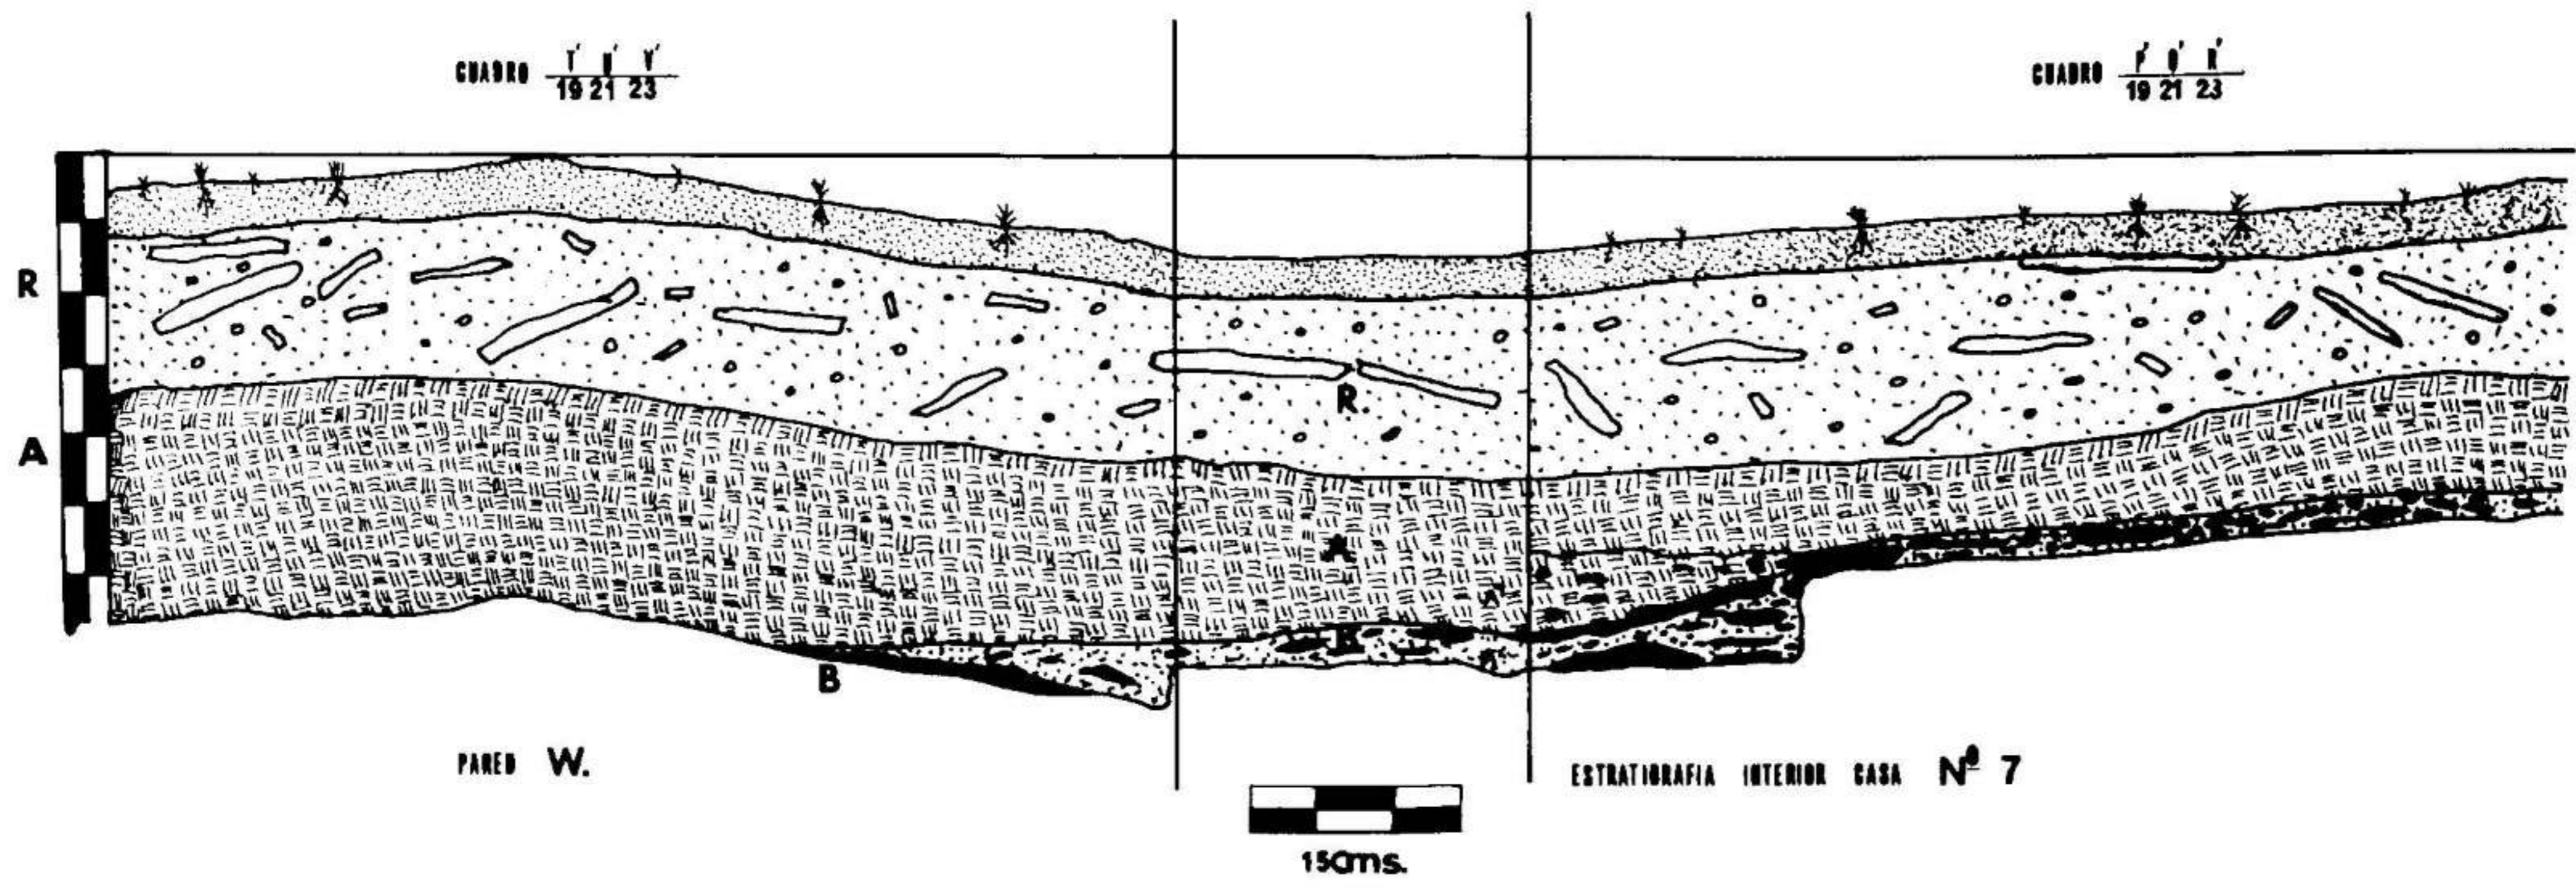 CUADRO T' U' V'
19 21 23
CUADRO P' Q' R'
19 21 23
R
R.
A
A
B
PARED W.
ESTRATIGRAFIA INTERIOR CASA Nº 7
15cms.